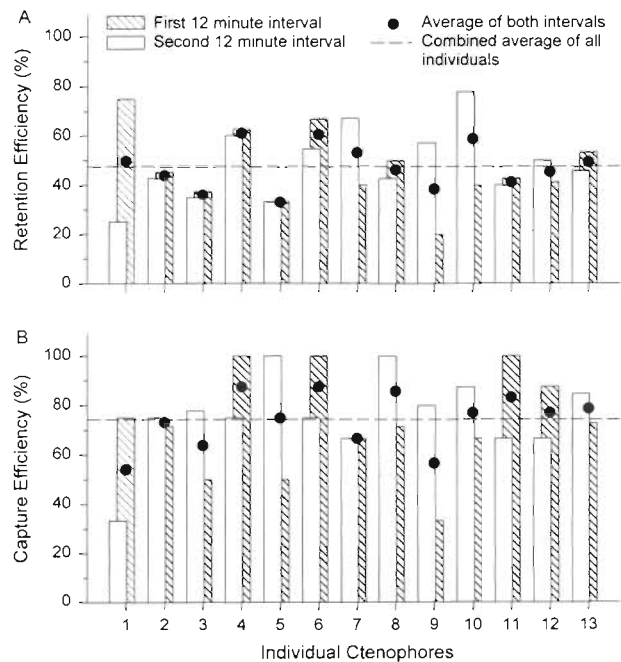 A
First 12 minute interval
Second 12 minute interval
Average of both intervals
Combined average of all
individuals
Retention Efficiency (%)
100
80
60
40
20
0
B
Capture Efficiency (%)
100
80
60
40
20
0
1 2 3 4 5 6 7 8 9 10 11 12 13
Individual Ctenophores